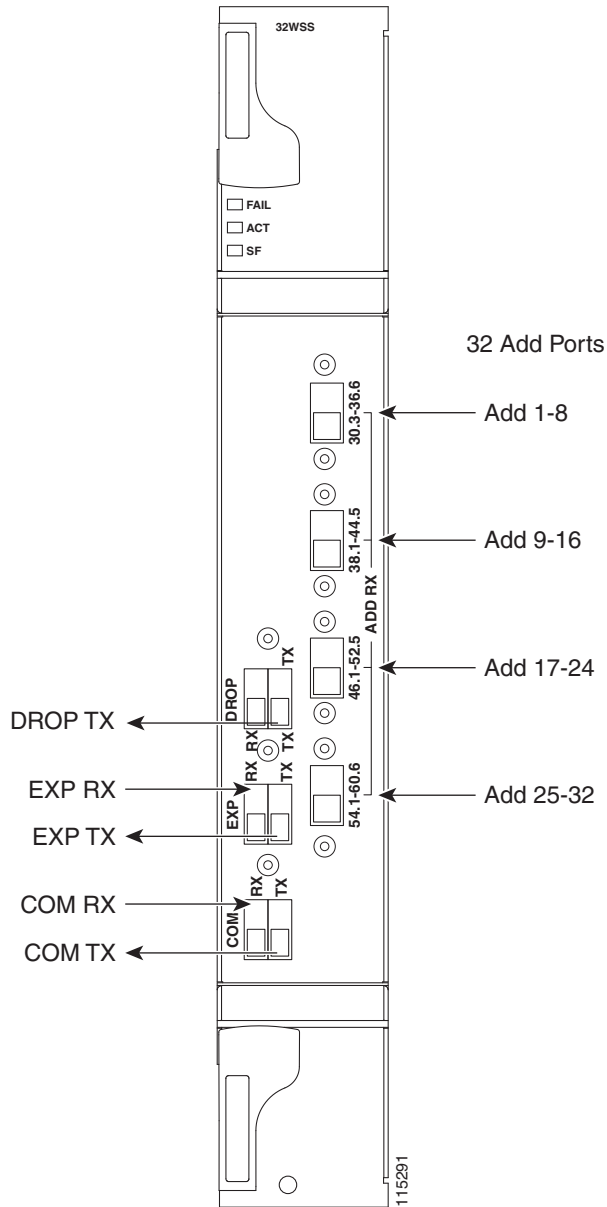 32WSS
FAIL
ACT
SF
32 Add Ports
30.3-36.6
Add 1-8
38.1-44.5
Add 9-16
ADD RX
46.1-52.5
Add 17-24
54.1-60.6
Add 25-32
TX
DROP
DROP TX
RX
TX
RX
TX
EXP
EXP RX
EXP TX
RX
TX
COM
COM RX
COM TX
115291